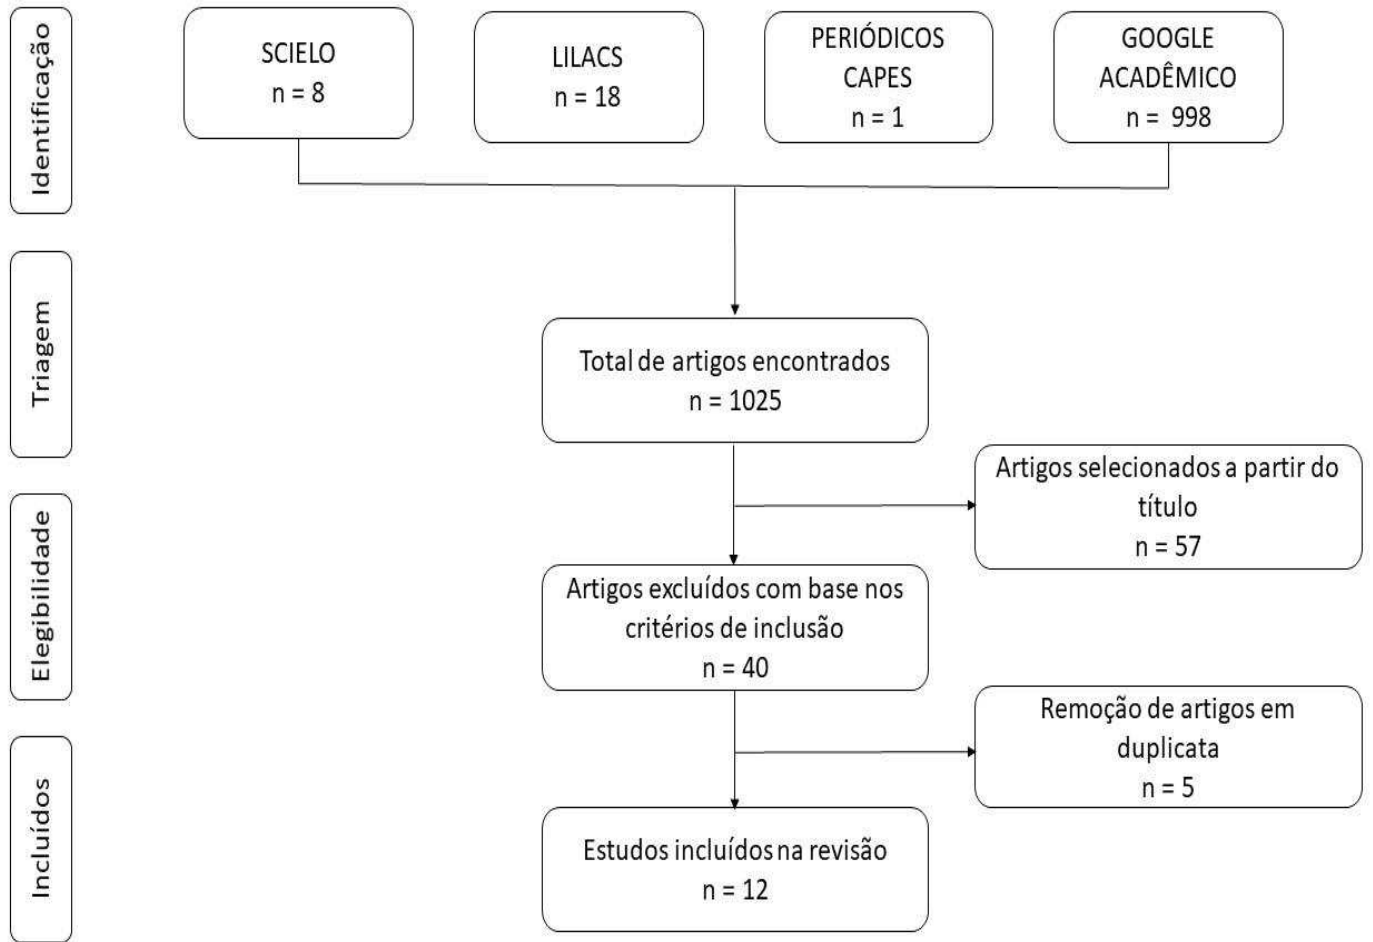 Identificação
SCIELO
n = 8
LILACS
n = 18
PERIÓDICOS
CAPES
n = 1
GOOGLE
ACADÊMICO
n = 998
Triagem
Total de artigos encontrados
n = 1025
Artigos selecionados a partir do
título
n = 57
Elegibilidade
Artigos excluídos com base nos
critérios de inclusão
n = 40
Remoção de artigos em
duplicata
n = 5
Incluídos
Estudos incluídos na revisão
n = 12